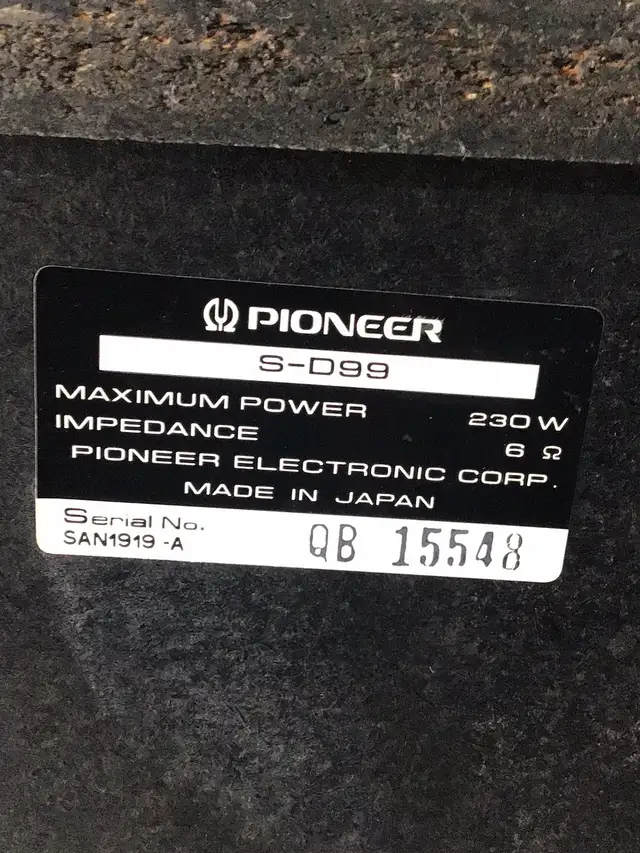 PIONEER
S-D99
MAXIMUM POWER 230 W
IMPEDANCE 6 Ω
PIONEER ELECTRONIC CORP.
MADE IN JAPAN
Serial No. QB 15548
SAN1919 -A